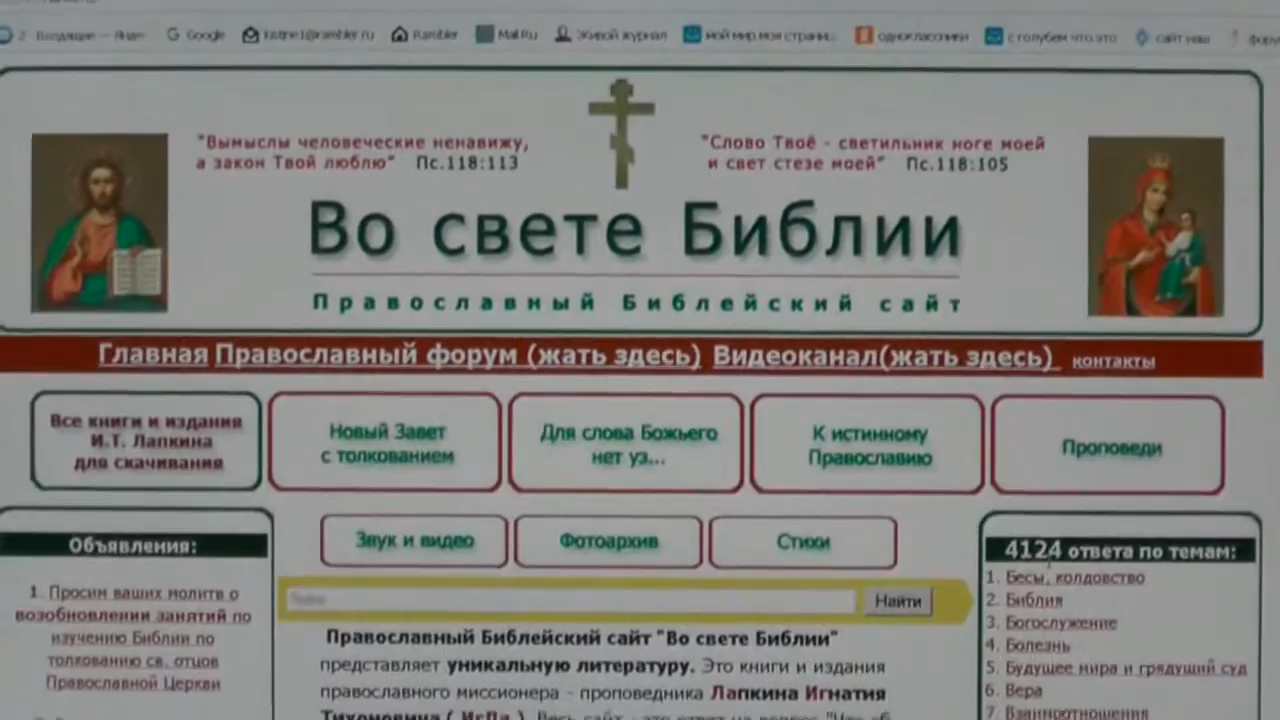 Google
Rambler
Mail.Ru
Живой журнал
одноклассники
с голубем что это
сайт наш
"Вымыслы человеческие ненавижу,
а закон Твой люблю" Пс.118:113
"Слово Твоё - светильник ноге моей
и свет стезе моей" Пс.118:105
Во свете Библии
Православный Библейский сайт
Главная Православный форум (жать здесь) Видеоканал(жать здесь) контакты
Все книги и издания
И.Т. Лапкина
для скачивания
Новый Завет
с толкованием
Для слова Божьего
нет уз...
К истинному
Православию
Проповеди
Звук и видео
Фотоархив
Стихи
Объявления:
1. Просим ваших молитв о
возобновлении занятий по
изучению Библии по
толкованию св. отцов
Православной Церкви
Найти
Православный Библейский сайт "Во свете Библии"
представляет уникальную литературу. Это книги и издания
православного миссионера - проповедника Лапкина Игнатия
4124 ответа по темам:
1. Бесы, колдовство
2. Библия
3. Богослужение
4. Болезнь
5. Будущее мира и грядущий суд
6. Вера
7. Взаимоотношения